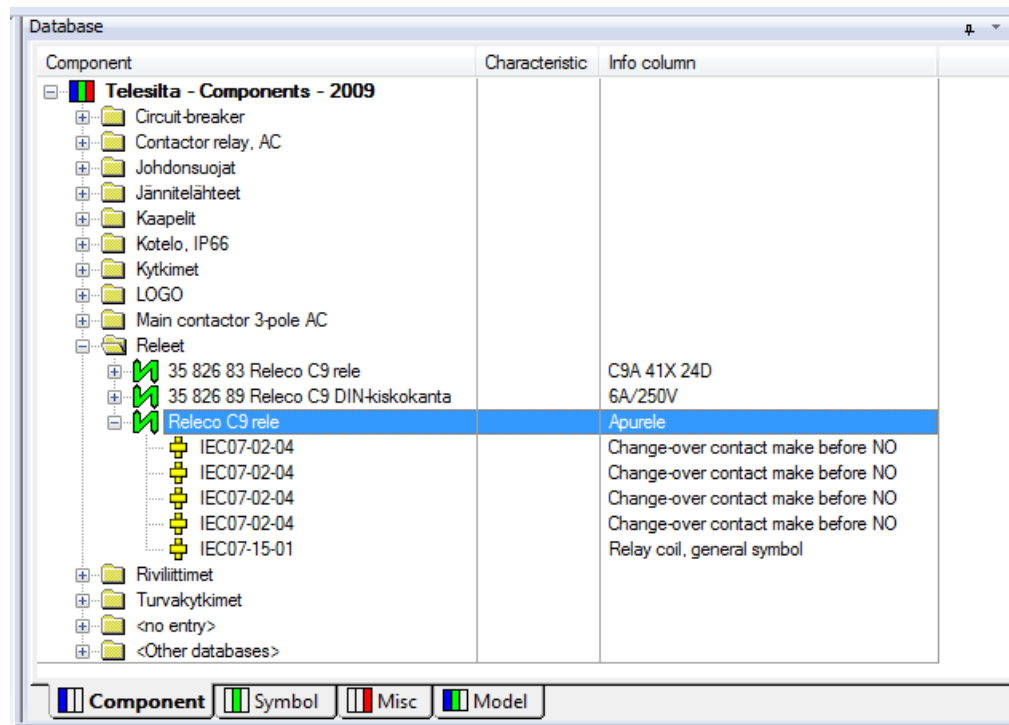 Database
Component Characteristic Info column
Telesilta - Components - 2009
Circuit-breaker
Contactor relay, AC
Johdonsuojat
Jännitelähteet
Kaapelit
Kotelo, IP66
Kytkimet
LOGO
Main contactor 3-pole AC
Releet
35 826 83 Releco C9 rele C9A 41X 24D
35 826 89 Releco C9 DIN-kiskokanta 6A/250V
Releco C9 rele Apurele
IEC07-02-04 Change-over contact make before NO
IEC07-02-04 Change-over contact make before NO
IEC07-02-04 Change-over contact make before NO
IEC07-02-04 Change-over contact make before NO
IEC07-15-01 Relay coil, general symbol
Riviliittimet
Turvakytkimet
<no entry>
<Other databases>
Component Symbol Misc Model